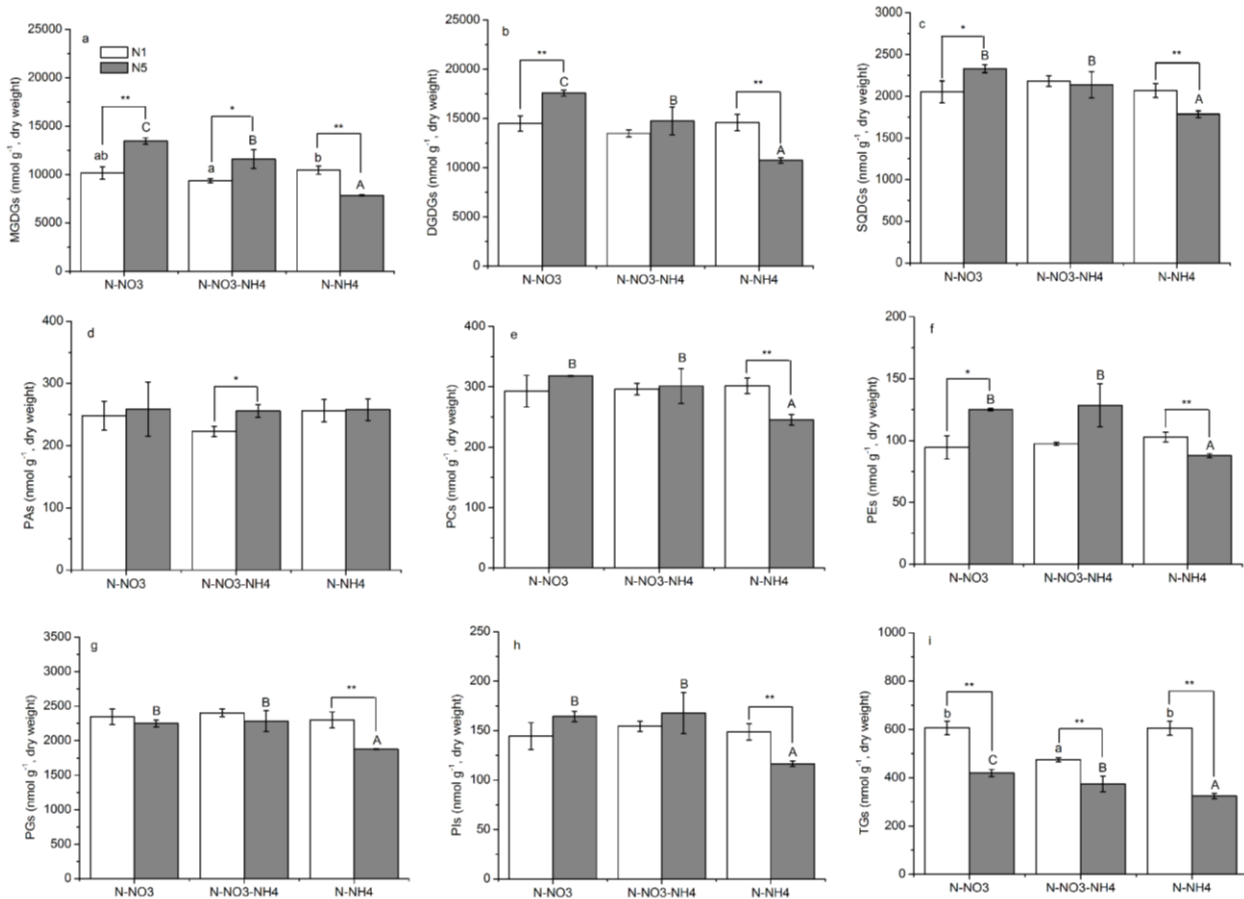 a
N1
N5
MGDGs (nmol g⁻¹, dry weight)
25000
20000
15000
10000
5000
0
**
ab
C
*
a
B
**
b
A
N-NO3
N-NO3-NH4
N-NH4
b
DGDGs (nmol g⁻¹, dry weight)
25000
20000
15000
10000
5000
0
**
C
B
**
A
N-NO3
N-NO3-NH4
N-NH4
c
SQDGs (nmol g⁻¹, dry weight)
3000
2500
2000
1500
1000
500
0
*
B
B
**
A
N-NO3
N-NO3-NH4
N-NH4
d
PAs (nmol g⁻¹, dry weight)
400
300
200
100
0
*
N-NO3
N-NO3-NH4
N-NH4
e
PCs (nmol g⁻¹, dry weight)
400
300
200
100
0
B
B
**
A
N-NO3
N-NO3-NH4
N-NH4
f
PEs (nmol g⁻¹, dry weight)
200
150
100
50
0
*
B
B
**
A
N-NO3
N-NO3-NH4
N-NH4
g
PGs (nmol g⁻¹, dry weight)
3500
3000
2500
2000
1500
1000
500
0
B
B
**
A
N-NO3
N-NO3-NH4
N-NH4
h
PIs (nmol g⁻¹, dry weight)
250
200
150
100
50
0
B
B
**
A
N-NO3
N-NO3-NH4
N-NH4
i
TGs (nmol g⁻¹, dry weight)
1000
800
600
400
200
0
**
b
C
**
a
B
**
b
A
N-NO3
N-NO3-NH4
N-NH4